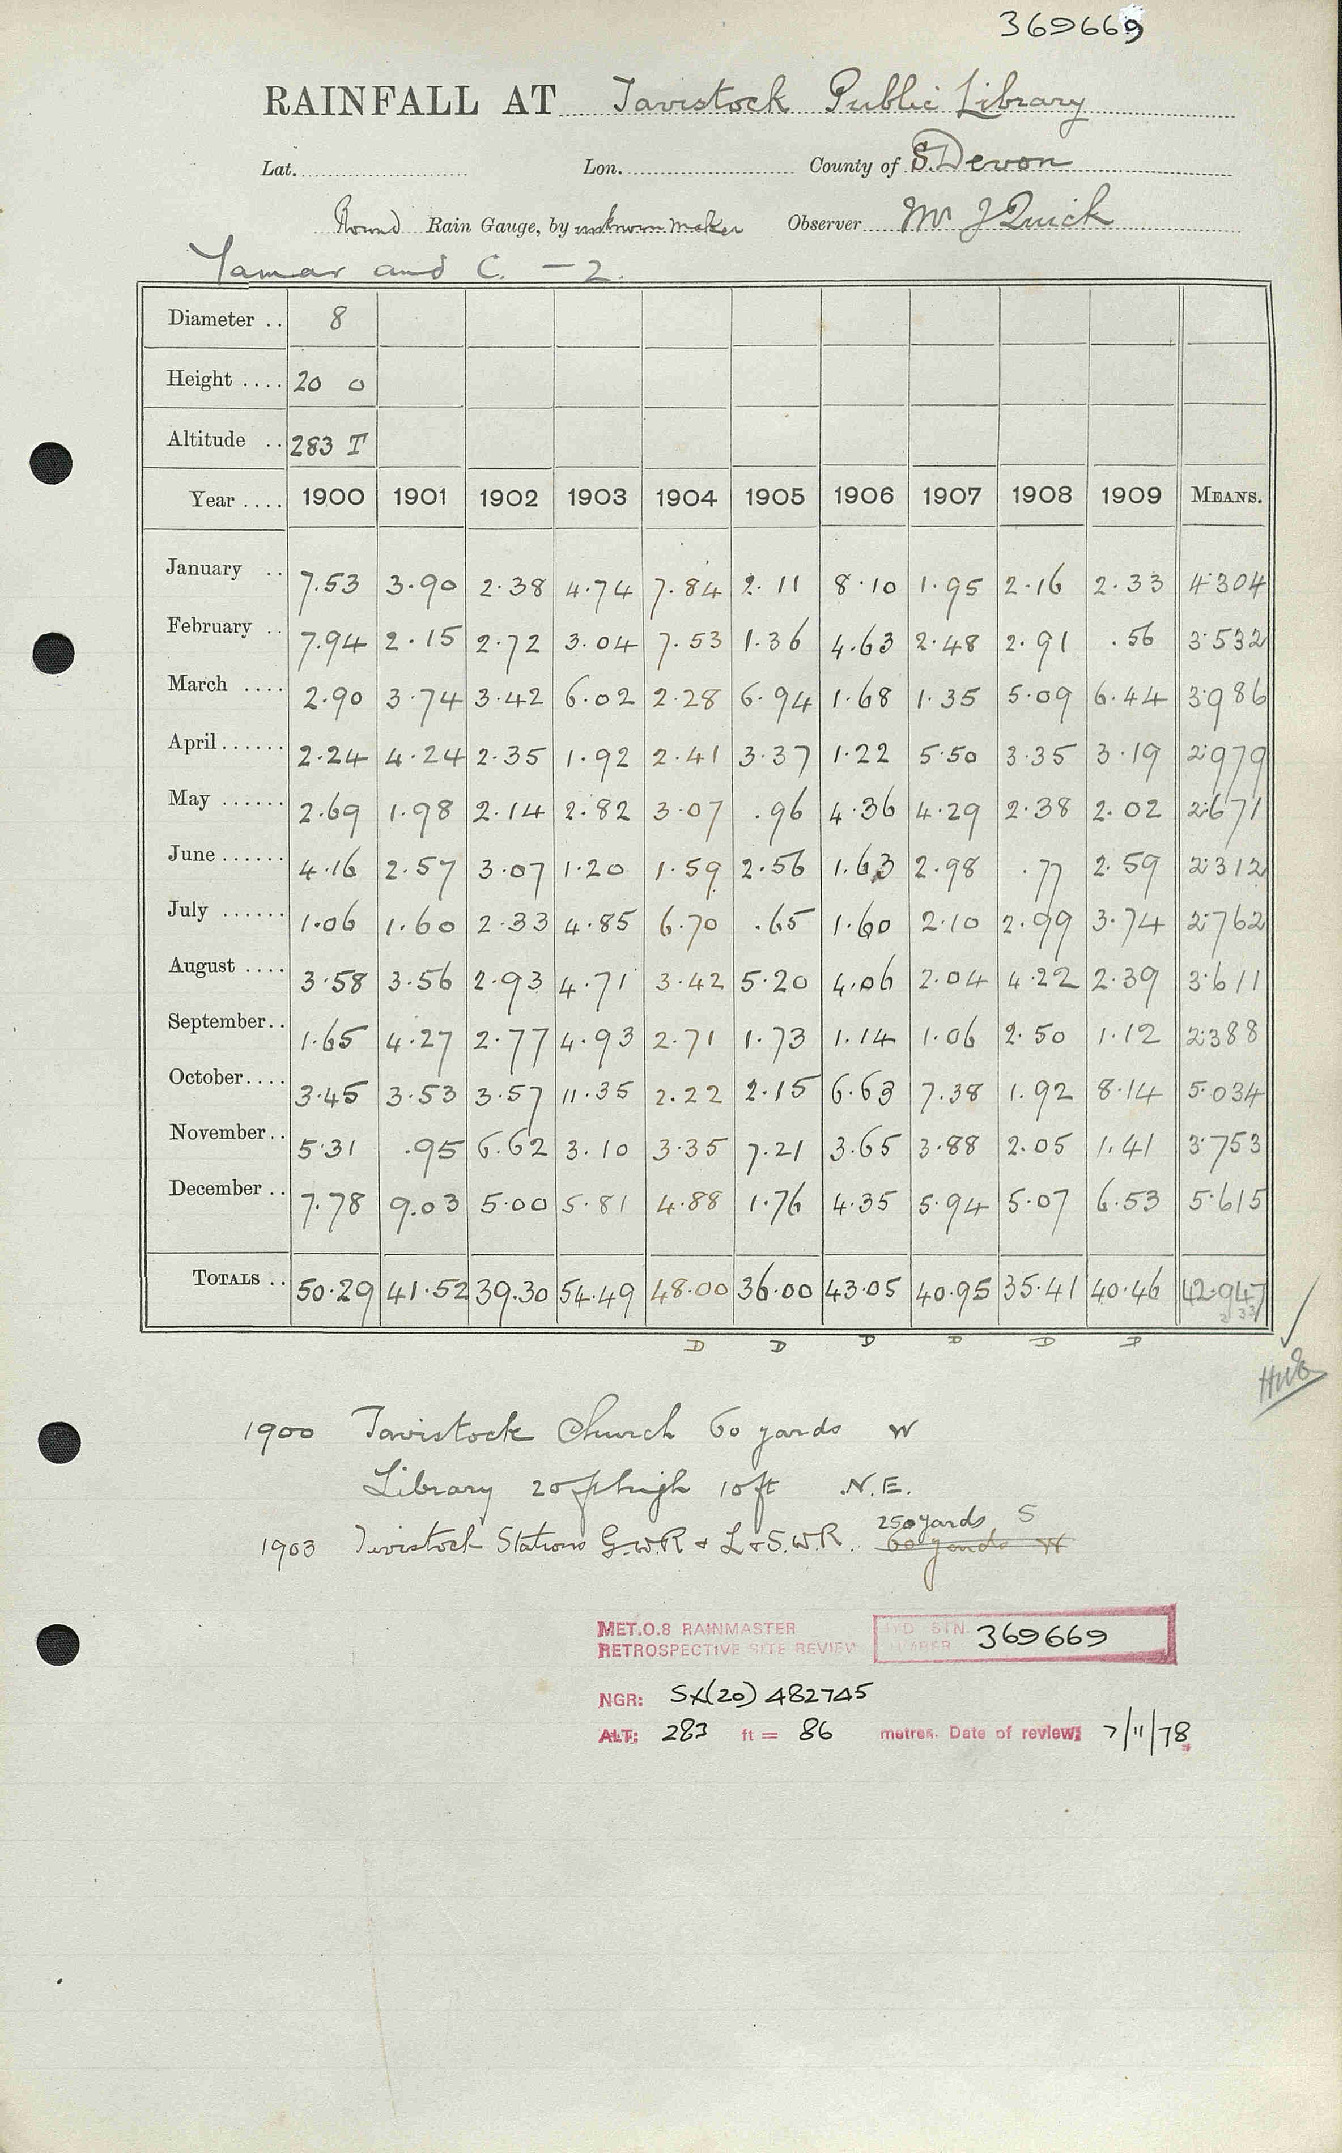 369669
RAINFALL AT Tavistock Public Library
Lat. Lon. County of S. Devon
Round Rain Gauge, by unknown maker Observer Mr J Quick
Tamar and C. — 2.
Diameter .. 8
Height .... 20 0
Altitude .. 283 T
Year .... 1900 1901 1902 1903 1904 1905 1906 1907 1908 1909 MEANS.
January .. 7.53 3.90 2.38 4.74 7.84 2.11 8.10 1.95 2.16 2.33 4.304
February .. 7.94 2.15 2.72 3.04 7.53 1.36 4.63 2.48 2.91 .56 3.532
March .... 2.90 3.74 3.42 6.02 2.28 6.94 1.68 1.35 5.09 6.44 3.986
April...... 2.24 4.24 2.35 1.92 2.41 3.37 1.22 5.50 3.35 3.19 2.979
May ...... 2.69 1.98 2.14 2.82 3.07 .96 4.36 4.29 2.38 2.02 2.671
June...... 4.16 2.57 3.07 1.20 1.59 2.56 1.63 2.98 .77 2.59 2.312
July ...... 1.06 1.60 2.33 4.85 6.70 .65 1.60 2.10 2.99 3.74 2.762
August .... 3.58 3.56 2.93 4.71 3.42 5.20 4.06 2.04 4.22 2.39 3.611
September.. 1.65 4.27 2.77 4.93 2.71 1.73 1.14 1.06 2.50 1.12 2.388
October.... 3.45 3.53 3.57 11.35 2.22 2.15 6.63 7.38 1.92 8.14 5.034
November.. 5.31 .95 6.62 3.10 3.35 7.21 3.65 3.88 2.05 1.41 3.753
December .. 7.78 9.03 5.00 5.81 4.88 1.76 4.35 5.94 5.07 6.53 5.615
TOTALS .. 50.29 41.52 39.30 54.49 48.00 36.00 43.05 40.95 35.41 40.46 42.947
D D D D D D
1900 Tavistock Church 60 yards W
Library 20 ft high 10 ft N.E.
250 yards S
1903 Tavistock Stations G.W.R & L & S.W.R. 60 yards W
MET.O.8 RAINMASTER
RETROSPECTIVE SITE REVIEW
HYD STN NUMBER 369669
NGR: SX(20) 482745
ALT: 283 ft = 86 metres. Date of review: 7/11/78